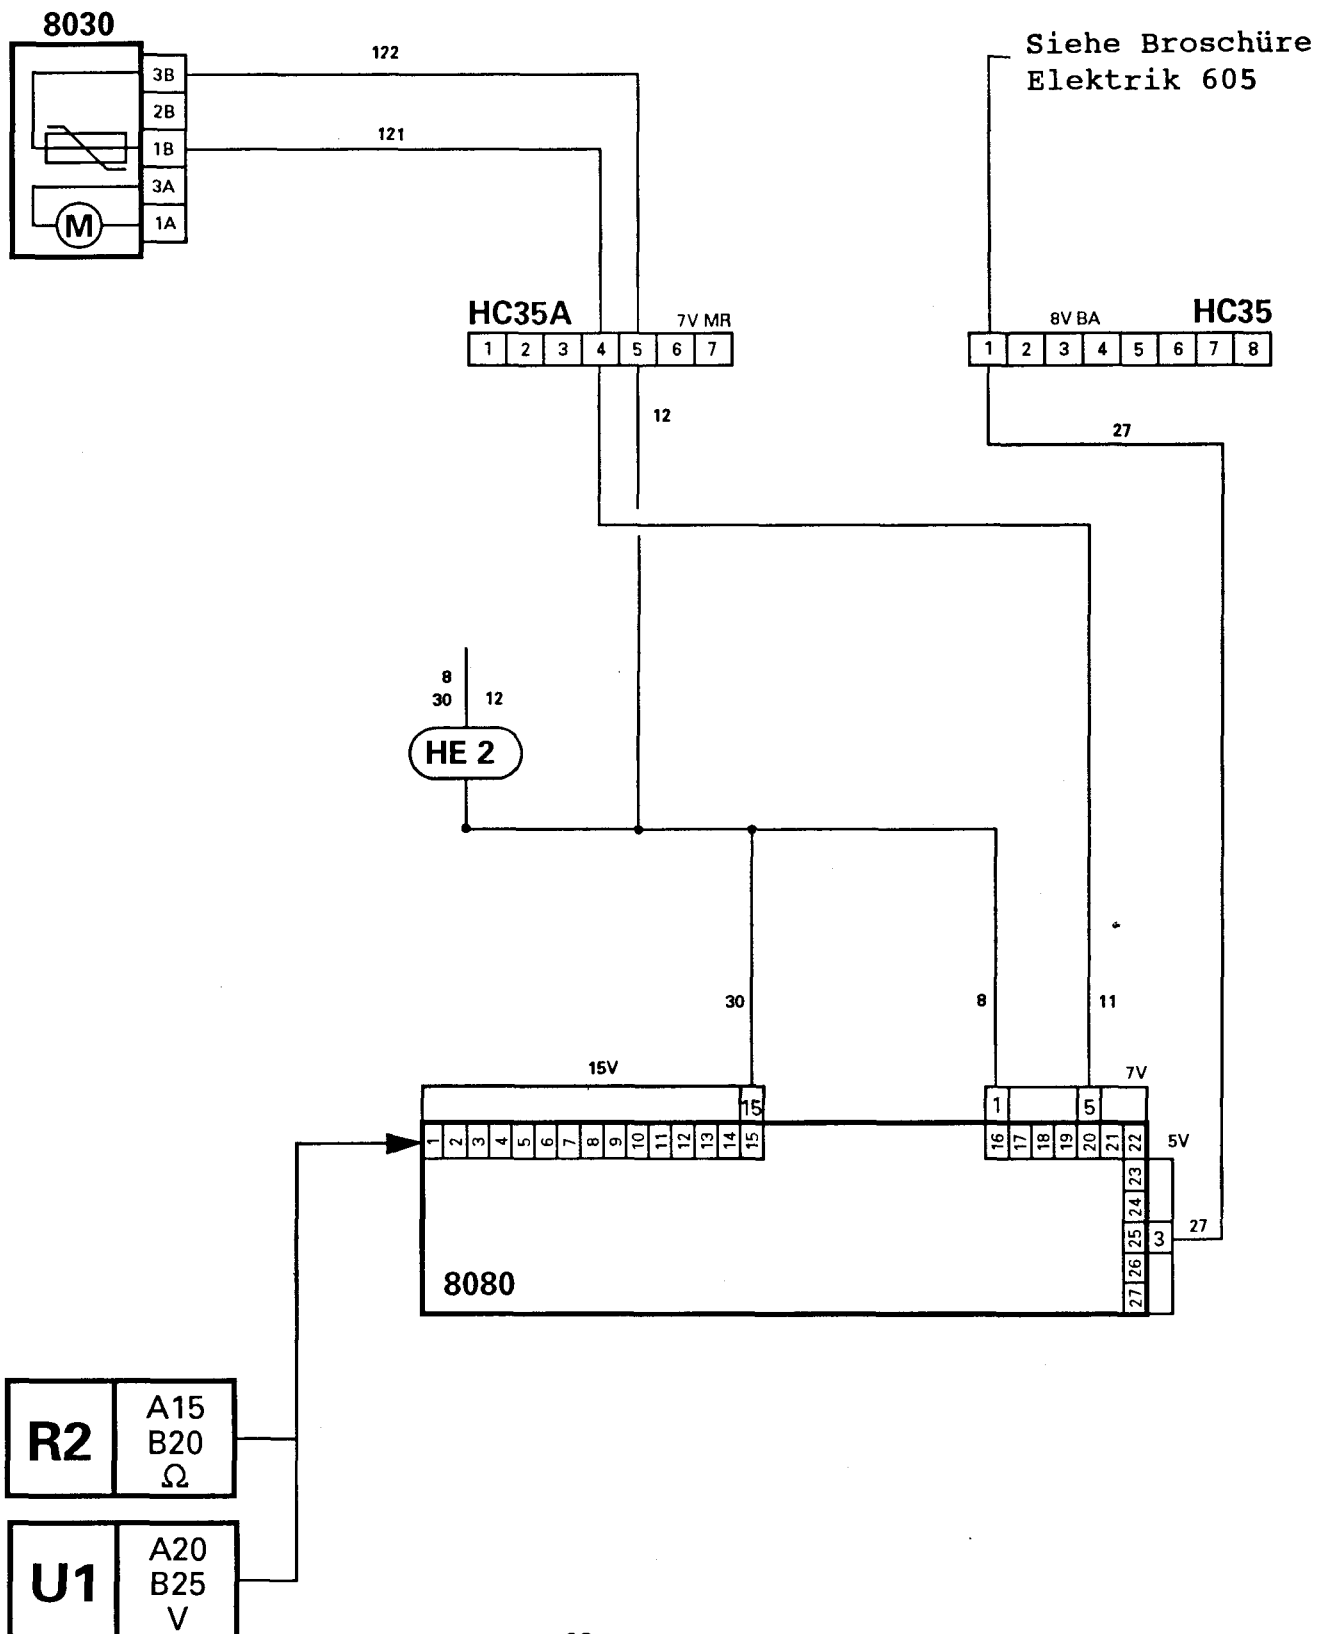 8030
Siehe Broschüre
Elektrik 605
122
3B
2B
121
1B
3A
M
1A
HC35A
7V MR
1 2 3 4 5 6 7
8V BA
HC35
1 2 3 4 5 6 7 8
12
27
8
30
12
HE 2
30
8
11
15V
7V
15
1
5
1 2 3 4 5 6 7 8 9 10 11 12 13 14 15
16 17 18 19 20 21 22
5V
23
24
25
3
27
26
27
8080
R2
A15
B20
Ω
U1
A20
B25
V